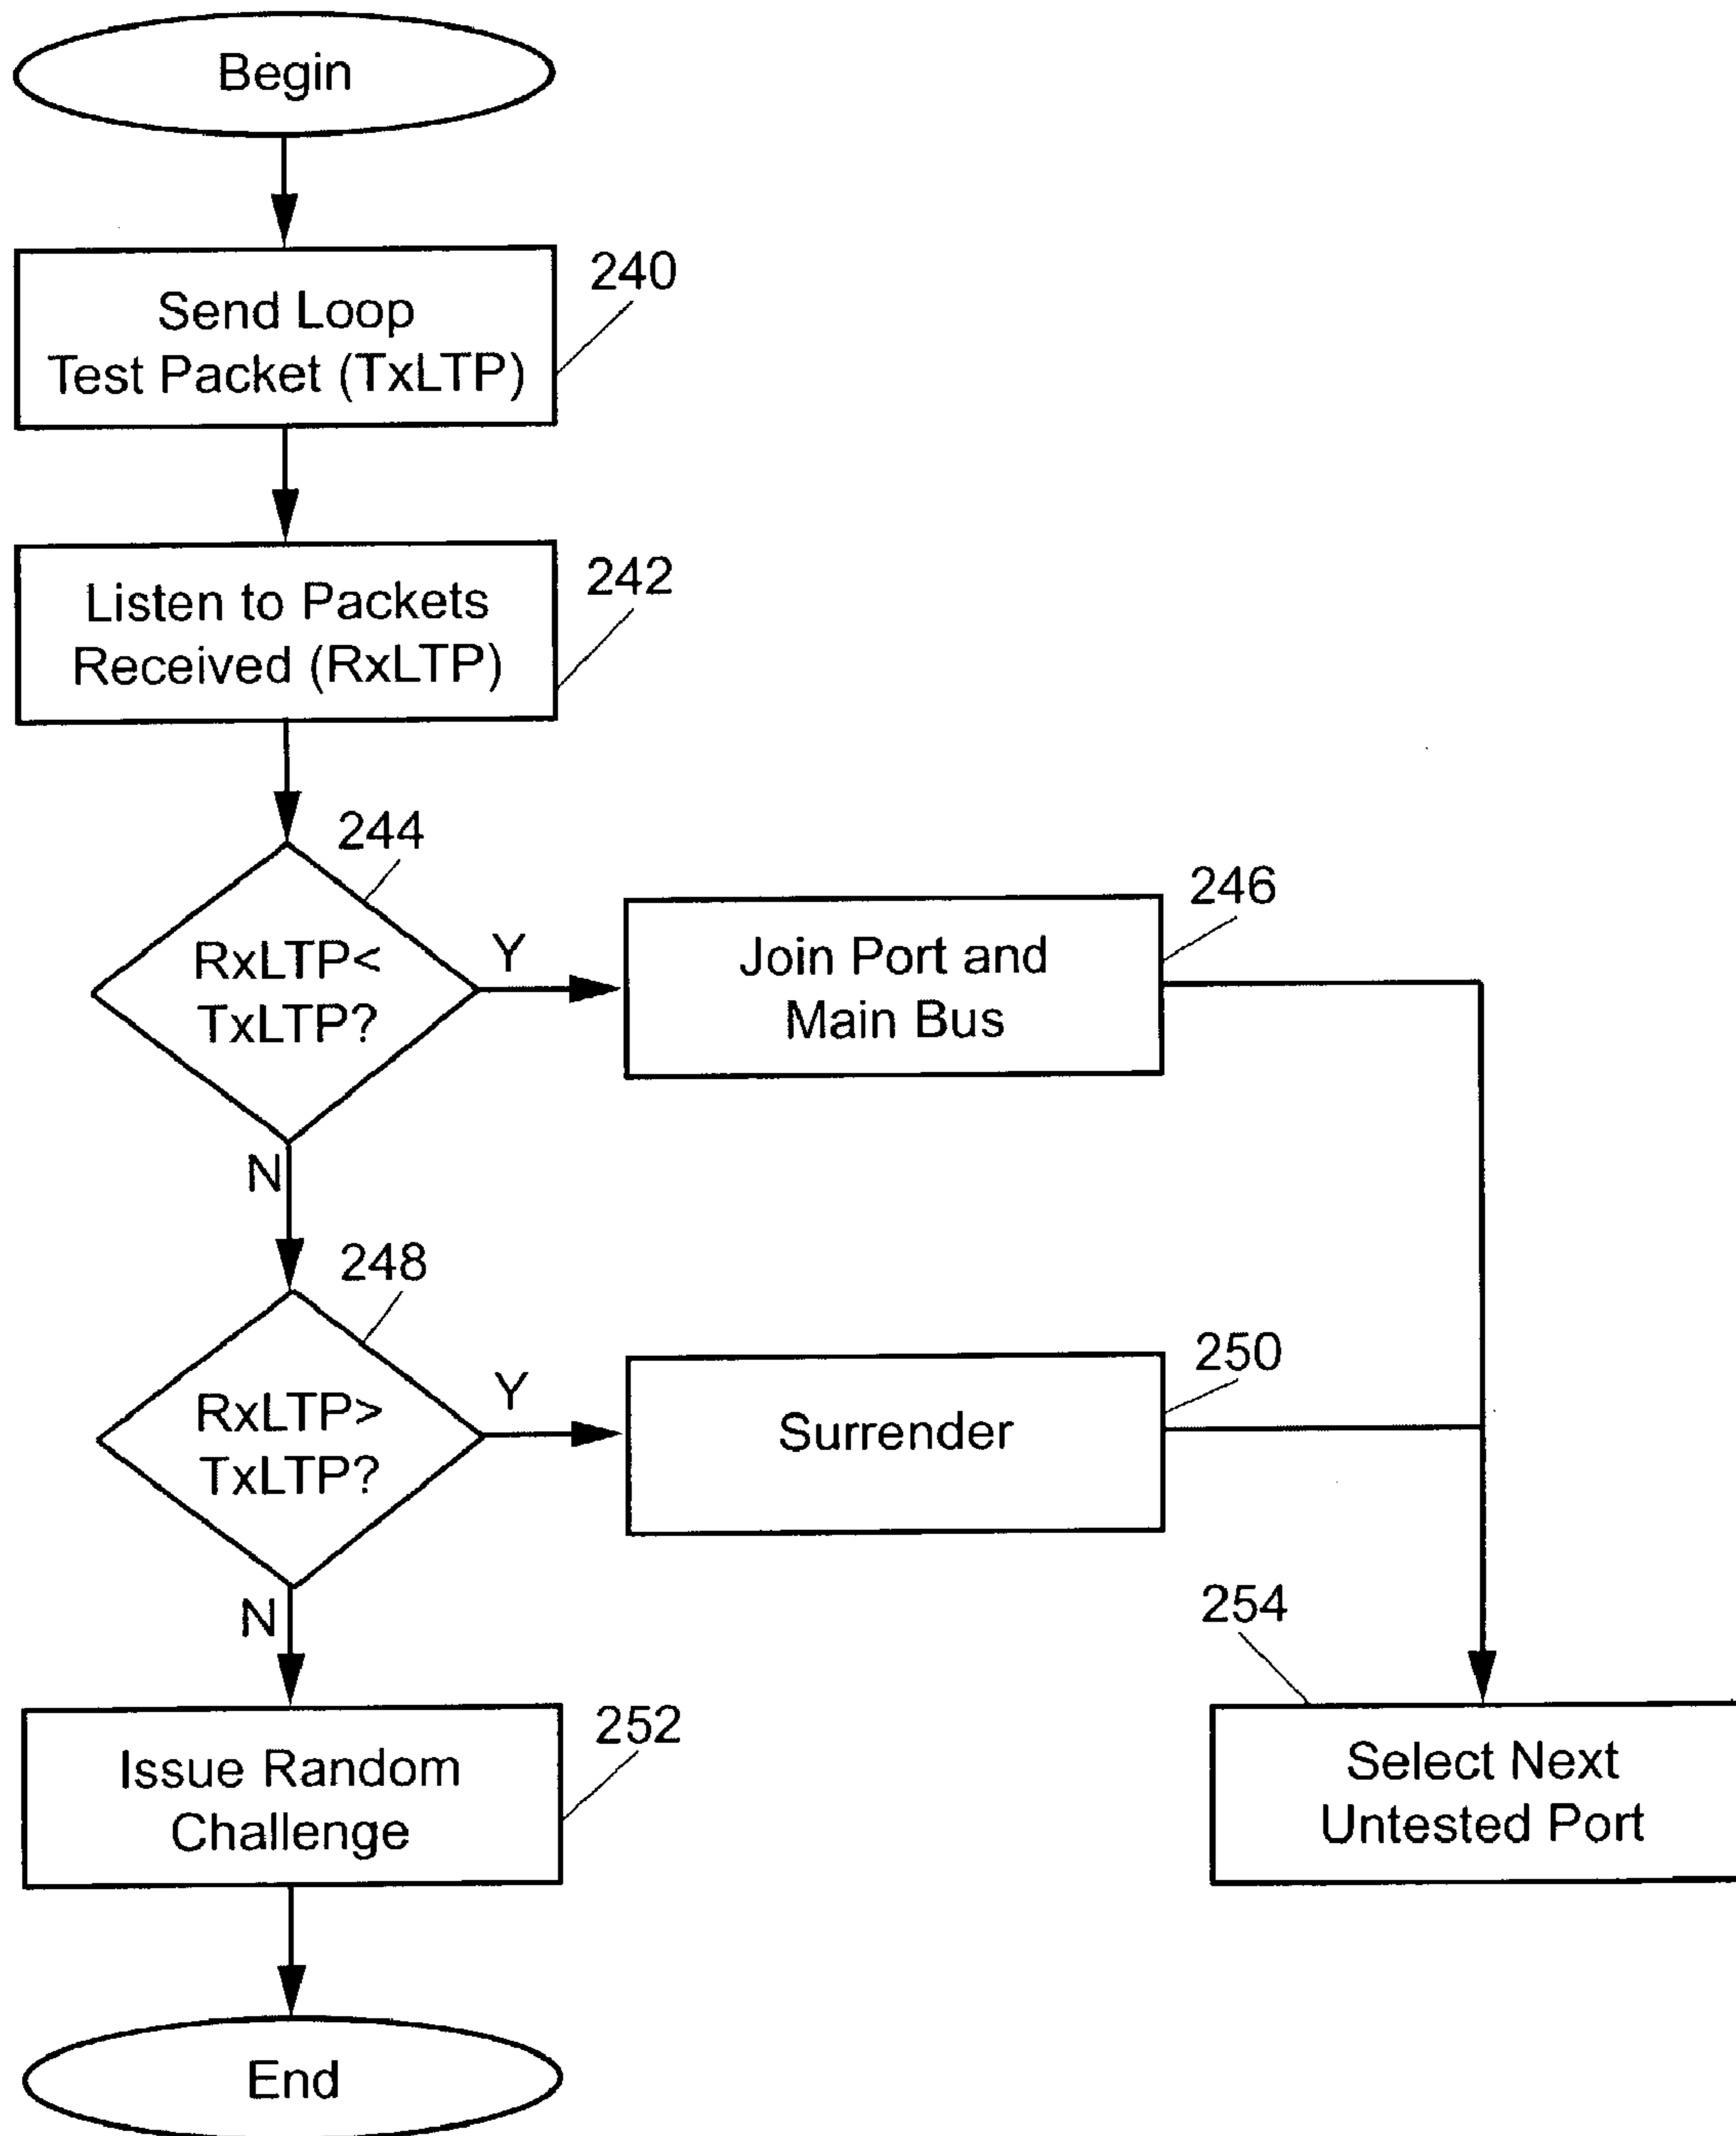 Begin
240
Send Loop
Test Packet (TxLTP)
242
Listen to Packets
Received (RxLTP)
244
RxLTP<
TxLTP?
Y
246
Join Port and
Main Bus
N
248
RxLTP>
TxLTP?
Y
250
Surrender
N
252
Issue Random
Challenge
254
Select Next
Untested Port
End